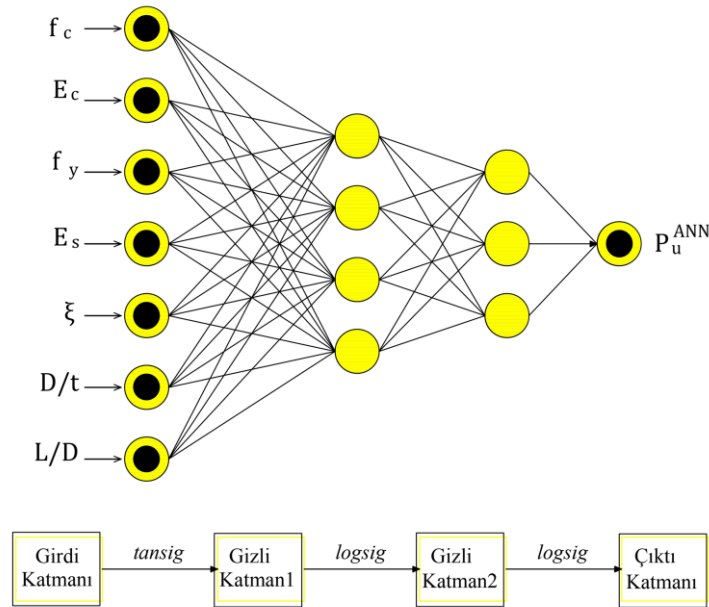 f c
E c
f y
E s
ξ
D/t
L/D
P u ANN
Girdi
Katmanı
tansig
Gizli
Katman1
logsig
Gizli
Katman2
logsig
Çıktı
Katmanı